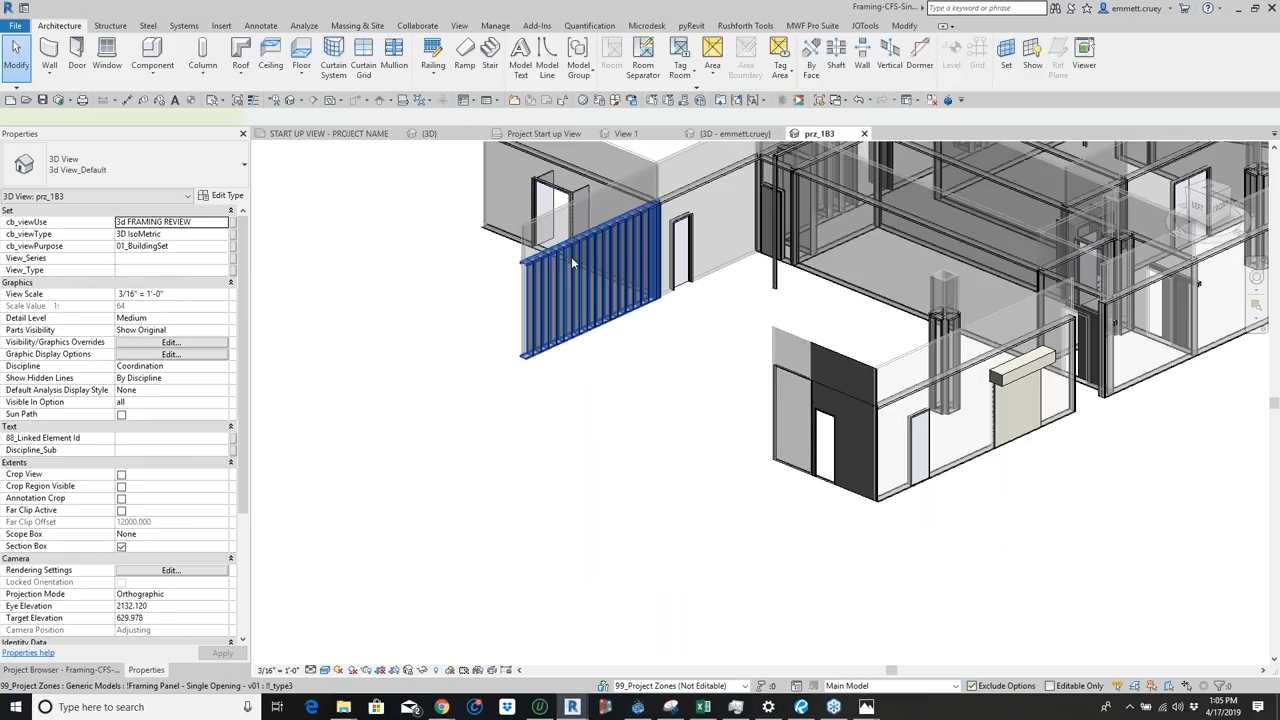 Framing-CFS-Sin...
Type a keyword or phrase
emmett.cruey
File
Architecture
Structure
Steel
Systems
Insert
Annotate
Analyze
Massing & Site
Collaborate
View
Manage
Add-Ins
Quantification
Microdesk
pyRevit
Rushforth Tools
MWF Pro Suite
JOTools
Modify
Modify
Wall
Door
Window
Component
Column
Roof
Ceiling
Floor
Curtain System
Curtain Grid
Mullion
Railing
Ramp
Stair
Model Text
Model Line
Model Group
Room
Room Separator
Tag Room
Area
Area Boundary
Tag Area
By Face
Shaft
Wall
Vertical
Dormer
Level
Grid
Set
Show
Ref Plane
Viewer
Properties
START UP VIEW - PROJECT NAME
{3D}
Project Start up View
View 1
{3D - emmett.cruey}
prz_1B3
3D View
3d View_Default
3D View: prz_1B3
Edit Type
Set
cb_viewUse 3d FRAMING REVIEW
cb_viewType 3D IsoMetric
cb_viewPurpose 01_BuildingSet
View_Series
View_Type
Graphics
View Scale 3/16" = 1'-0"
Scale Value 1: 64
Detail Level Medium
Parts Visibility Show Original
Visibility/Graphics Overrides Edit...
Graphic Display Options Edit...
Discipline Coordination
Show Hidden Lines By Discipline
Default Analysis Display Style None
Visible In Option all
Sun Path
Text
88_Linked Element Id
Discipline_Sub
Extents
Crop View
Crop Region Visible
Annotation Crop
Far Clip Active
Far Clip Offset 12000.000
Scope Box None
Section Box
Camera
Rendering Settings Edit...
Locked Orientation
Projection Mode Orthographic
Eye Elevation 2132.120
Target Elevation 629.978
Camera Position Adjusting
Identity Data
Properties help
Apply
Project Browser - Framing-CFS-...
Properties
3/16" = 1'-0"
99_Project Zones : Generic Models : !Framing Panel - Single Opening - v01 : !!_type3
99_Project Zones (Not Editable)
:0
Main Model
Exclude Options
Editable Only
:0
Type here to search
1:05 PM
4/17/2019